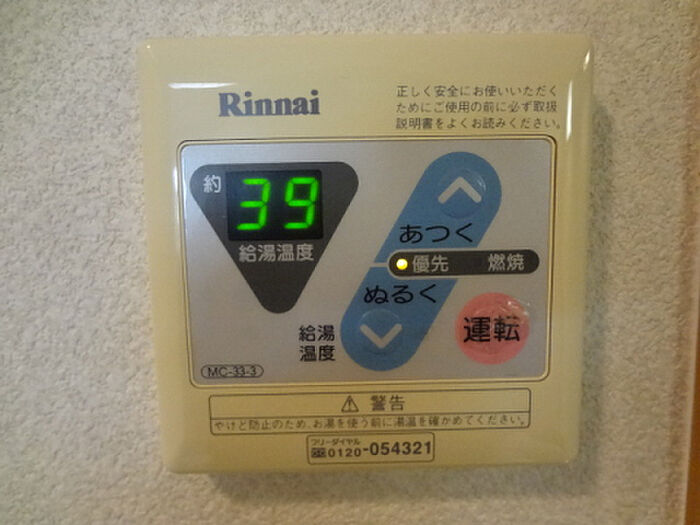 Rinnai
正しく安全にお使いいただく
ためにご使用の前に必ず取扱
説明書をよくお読みください。
約 39
給湯温度
あつく
優先 燃焼
ぬるく
給湯
温度
運転
MC-33-3
⚠ 警告
やけど防止のため、お湯を使う前に湯温を確かめてください。
フリーダイヤル
0120-054321